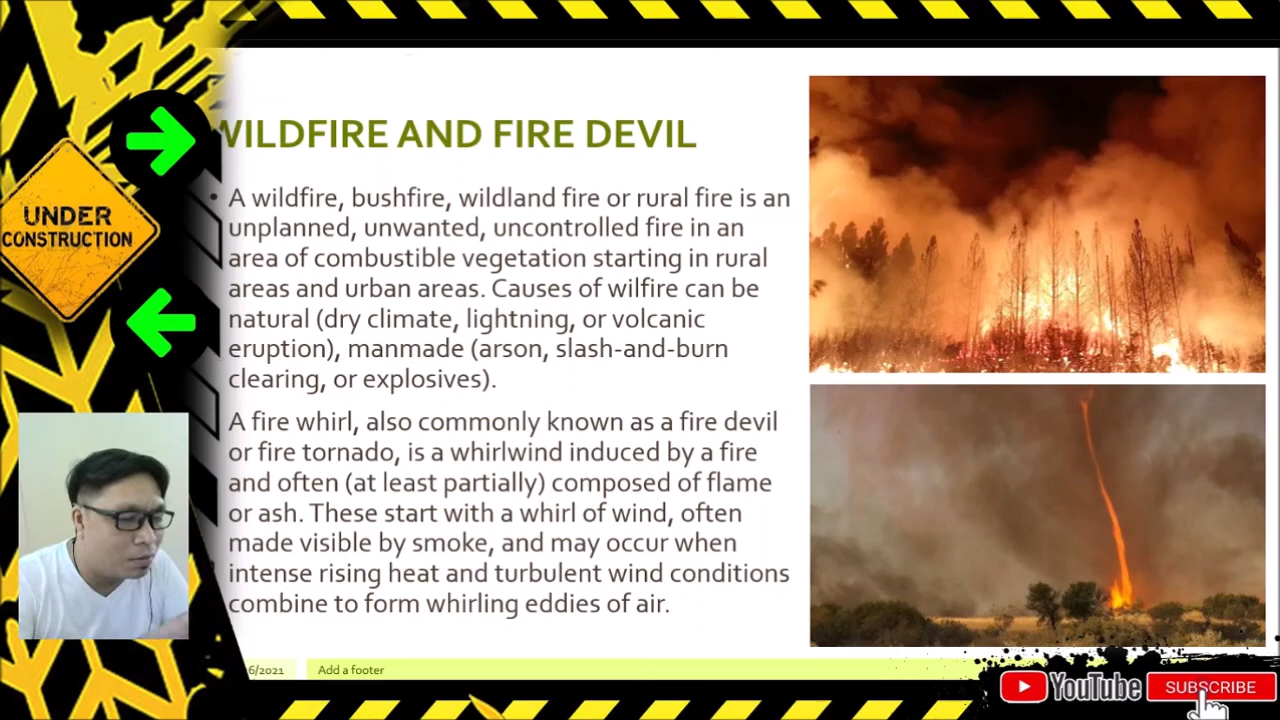 WILDFIRE AND FIRE DEVIL
UNDER
CONSTRUCTION
• A wildfire, bushfire, wildland fire or rural fire is an
unplanned, unwanted, uncontrolled fire in an
area of combustible vegetation starting in rural
areas and urban areas. Causes of wilfire can be
natural (dry climate, lightning, or volcanic
eruption), manmade (arson, slash-and-burn
clearing, or explosives).
A fire whirl, also commonly known as a fire devil
or fire tornado, is a whirlwind induced by a fire
and often (at least partially) composed of flame
or ash. These start with a whirl of wind, often
made visible by smoke, and may occur when
intense rising heat and turbulent wind conditions
combine to form whirling eddies of air.
6/2021
Add a footer
YouTube
SUBSCRIBE